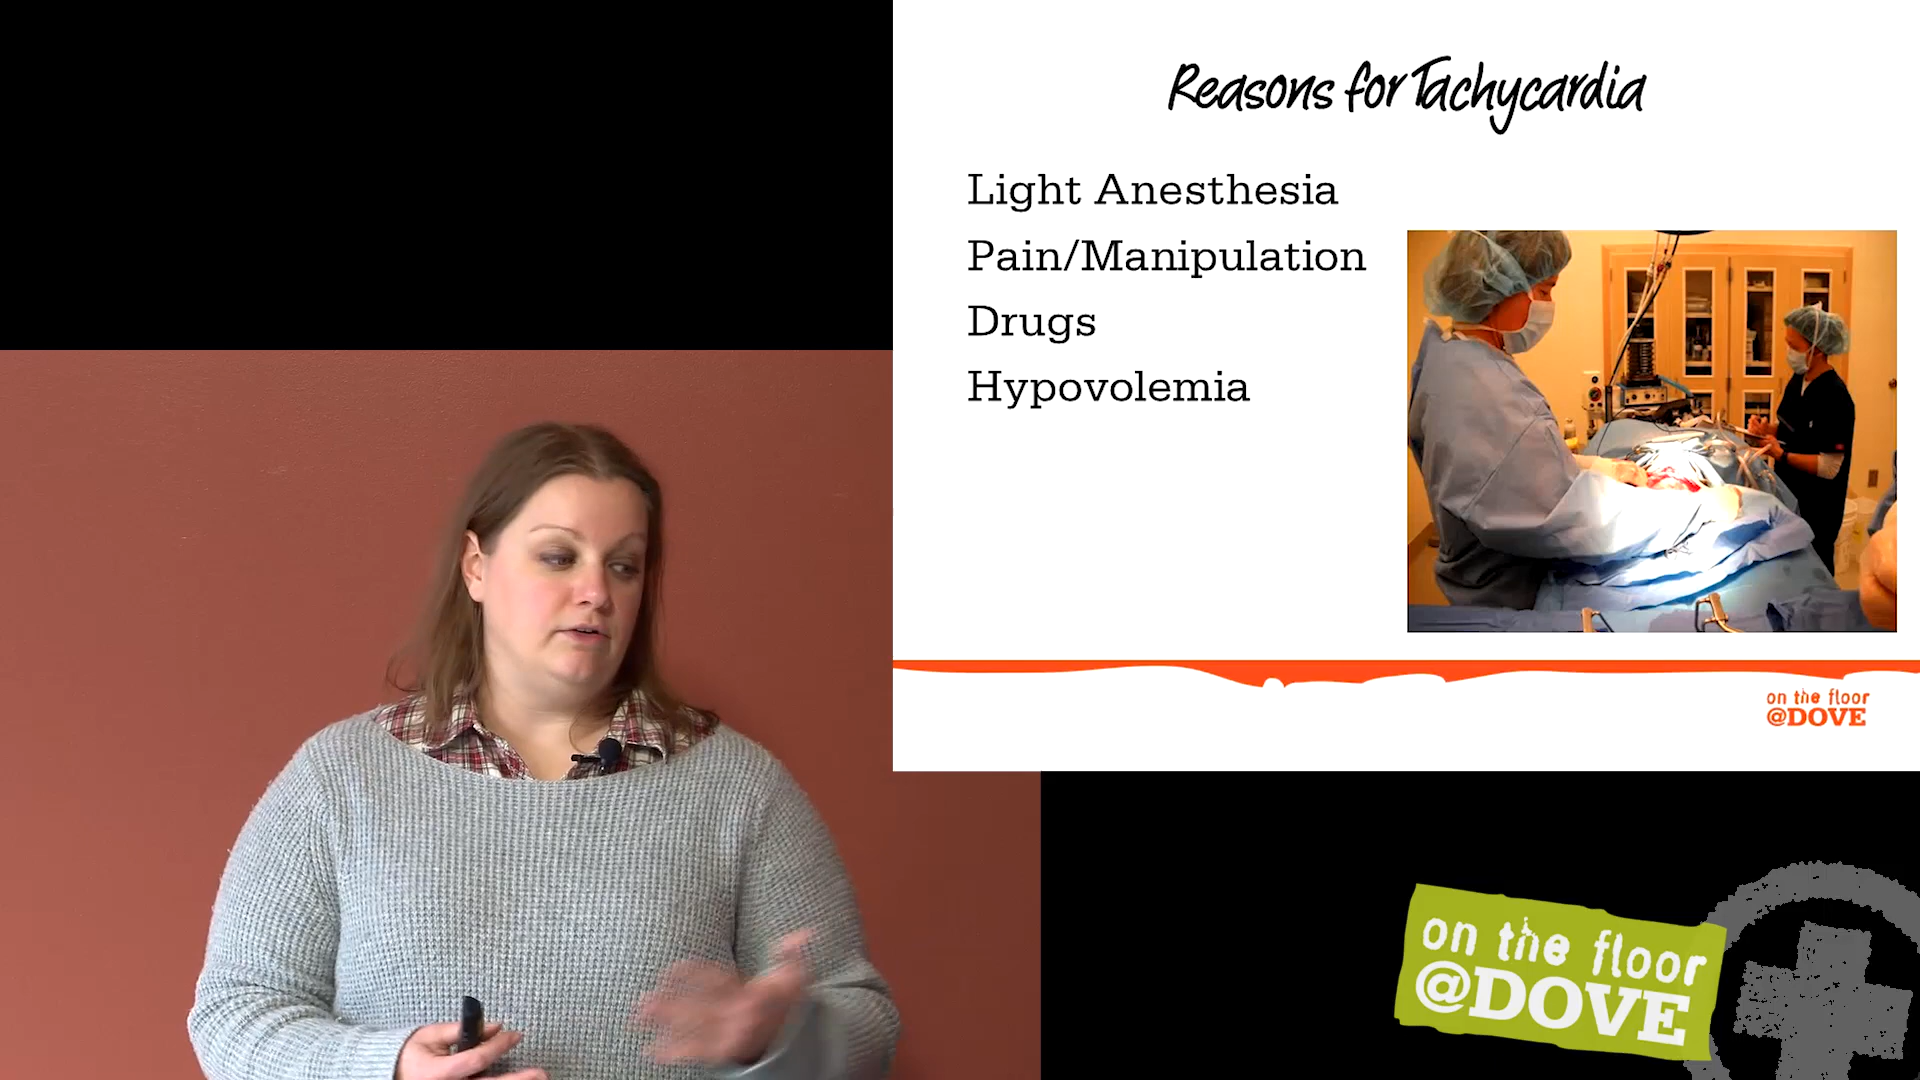 Reasons for Tachycardia
Light Anesthesia
Pain/Manipulation
Drugs
Hypovolemia
on the floor
@DOVE
on the floor
@DOVE